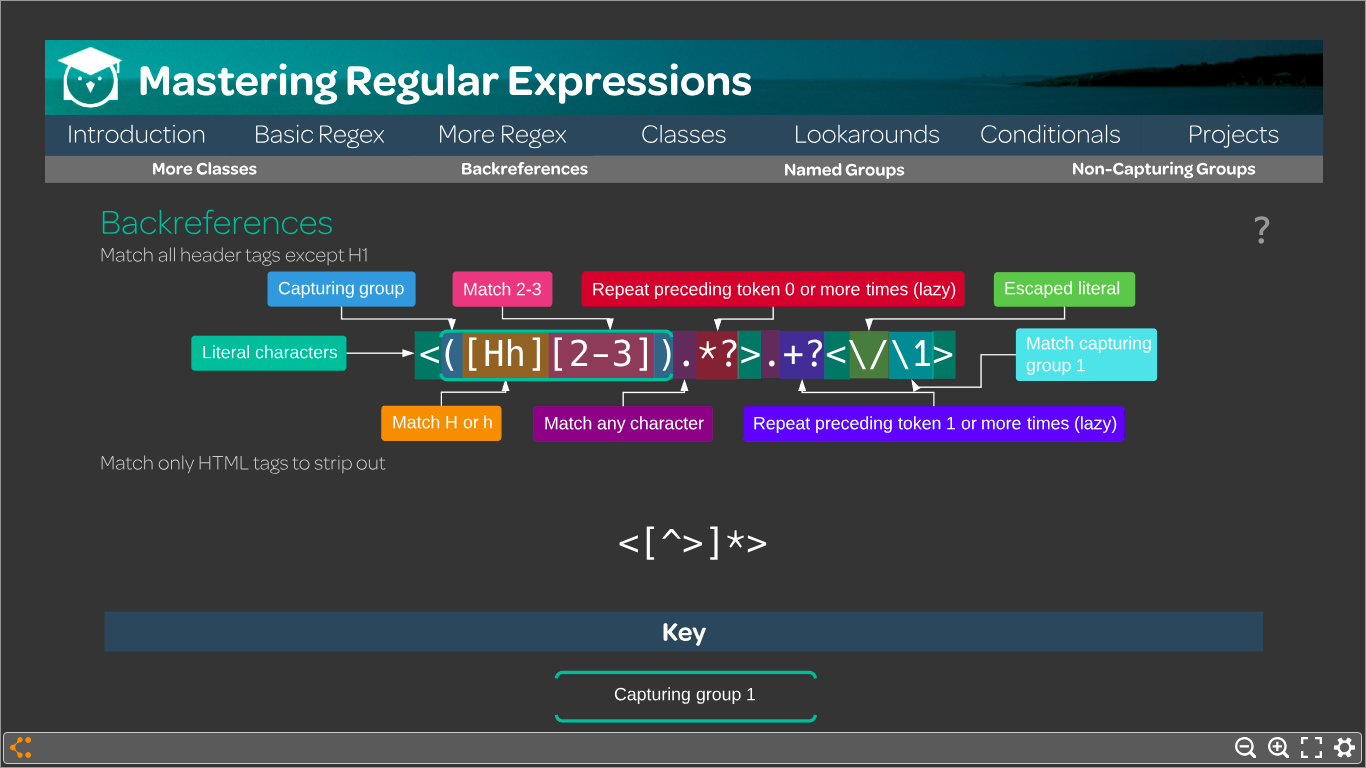 Mastering Regular Expressions
Introduction Basic Regex More Regex Classes Lookarounds Conditionals Projects
More Classes Backreferences Named Groups Non-Capturing Groups
Backreferences
?
Match all header tags except H1
Capturing group Match 2-3 Repeat preceding token 0 or more times (lazy) Escaped literal
Literal characters <([Hh][2-3]).*?>.+?<\/\1> Match capturing
group 1
Match H or h Match any character Repeat preceding token 1 or more times (lazy)
Match only HTML tags to strip out
<[^>]*>
Key
Capturing group 1